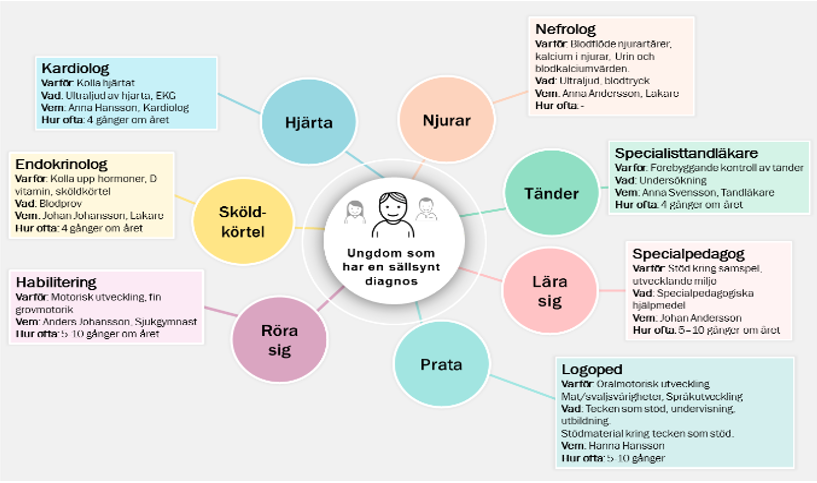 Nefrolog
Varför: Blodflöde njurartärer,
kalcium i njurar, Urin och
blodkalciumvärden.
Vad: Ultraljud, blodtryck
Vem: Anna Andersson, Läkare
Hur ofta: -
Kardiolog
Varför: Kolla hjärtat
Vad: Ultraljud av hjärta, EKG
Vem: Anna Hansson, Kardiolog
Hur ofta: 4 gånger om året
Hjärta
Njurar
Endokrinolog
Varför: Kolla upp hormoner, D
vitamin, sköldkörtel
Vad: Blodprov
Vem: Johan Johansson, Läkare
Hur ofta: 4 gånger om året
Sköld-
körtel
Tänder
Specialisttandläkare
Varför: Förebyggande kontroll av tänder
Vad: Undersökning
Vem: Anna Svensson, Tandläkare
Hur ofta: 4 gånger om året
Ungdom som
har en sällsynt
diagnos
Habilitering
Varför: Motorisk utveckling, fin
grovmotorik
Vem: Anders Johansson, Sjukgymnast
Hur ofta: 5-10 gånger om året
Röra
sig
Lära
sig
Specialpedagog
Varför: Stöd kring samspel,
utvecklande miljö
Vad: Specialpedagogiska
hjälpmedel
Vem: Johan Andersson
Hur ofta: 5–10 gånger om året
Prata
Logoped
Varför: Oralmotorisk utveckling
Mat/sväljsvårigheter, Språkutveckling
Vad: Tecken som stöd, undervisning,
utbildning.
Stödmaterial kring tecken som stöd.
Vem: Hanna Hansson
Hur ofta: 5-10 gånger